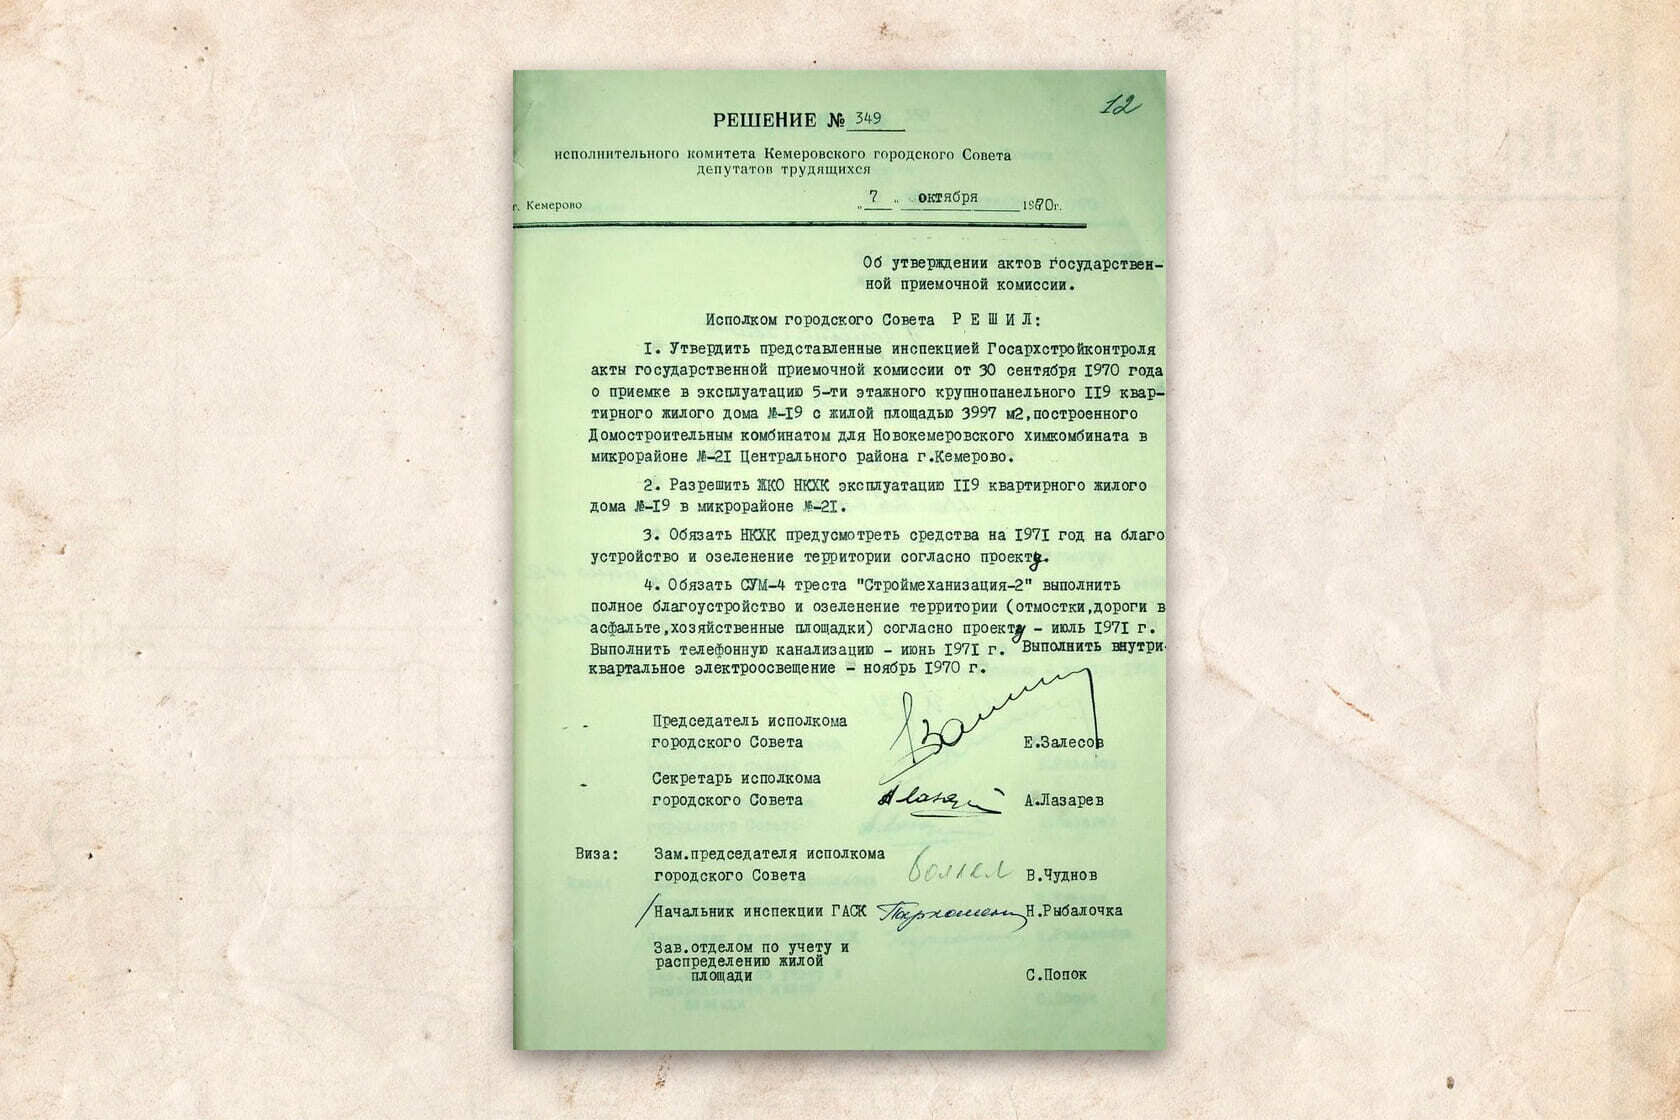 12
РЕШЕНИЕ № 349
исполнительного комитета Кемеровского городского Совета
депутатов трудящихся
г. Кемерово „ 7 „ октября 1970г.
Об утверждении актов государствен-
ной приемочной комиссии.
Исполком городского Совета Р Е Ш И Л:
1. Утвердить представленные инспекцией Госархстройконтроля
акты государственной приемочной комиссии от 30 сентября 1970 года
о приемке в эксплуатацию 5-ти этажного крупнопанельного 119 квар-
тирного жилого дома №-19 с жилой площадью 3997 м2,построенного
Домостроительным комбинатом для Новокемеровского химкомбината в
микрорайоне №-21 Центрального района г.Кемерово.
2. Разрешить ЖКО НКХК эксплуатацию 119 квартирного жилого
дома №-19 в микрорайоне №-21.
3. Обязать НКХК предусмотреть средства на 1971 год на благо
устройство и озеленение территории согласно проекту.
4. Обязать СУМ-4 треста "Строймеханизация-2" выполнить
полное благоустройство и озеленение территории (отмостки,дороги в
асфальте,хозяйственные площадки) согласно проекту - июль 1971 г.
Выполнить телефонную канализацию - июнь 1971 г. Выполнить внутри-
квартальное электроосвещение - ноябрь 1970 г.
Председатель исполкома
городского Совета Е.Залесов
Секретарь исполкома
городского Совета А.Лазарев
Виза: Зам.председателя исполкома
городского Совета В.Чуднов
Начальник инспекции ГАСК Н.Рыбалочка
Зав.отделом по учету и
распределению жилой
площади С.Попок